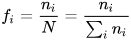 f_i = \frac{n_i}{N} = \frac{n_i}{\sum_i n_i}